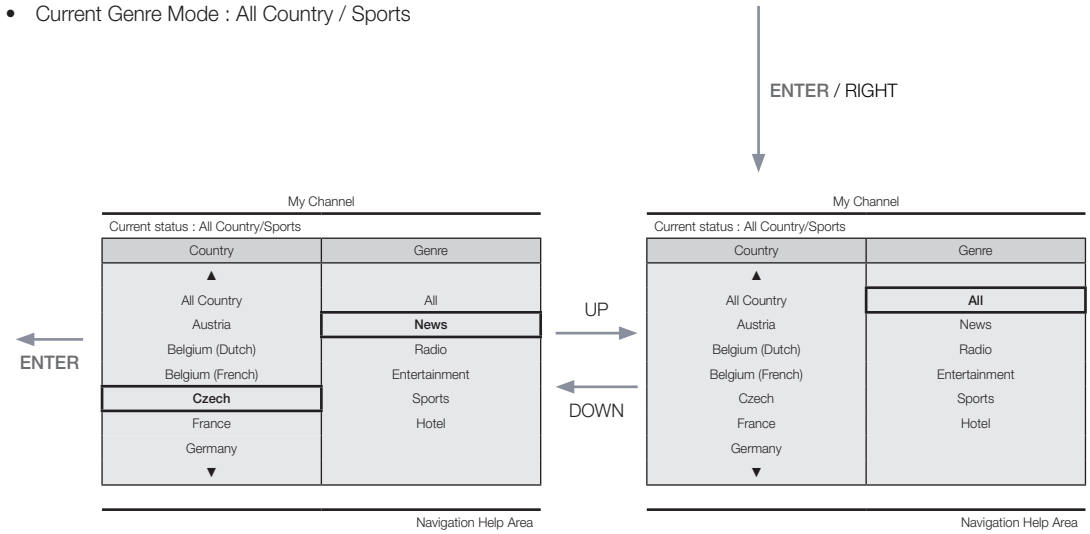 • Current Genre Mode : All Country / Sports
ENTER / RIGHT
My Channel
Current status : All Country/Sports
Country Genre
▲
All Country All
Austria News
Belgium (Dutch) Radio
Belgium (French) Entertainment
Czech Sports
France Hotel
Germany
▼
Navigation Help Area
ENTER
UP
DOWN
My Channel
Current status : All Country/Sports
Country Genre
▲
All Country All
Austria News
Belgium (Dutch) Radio
Belgium (French) Entertainment
Czech Sports
France Hotel
Germany
▼
Navigation Help Area